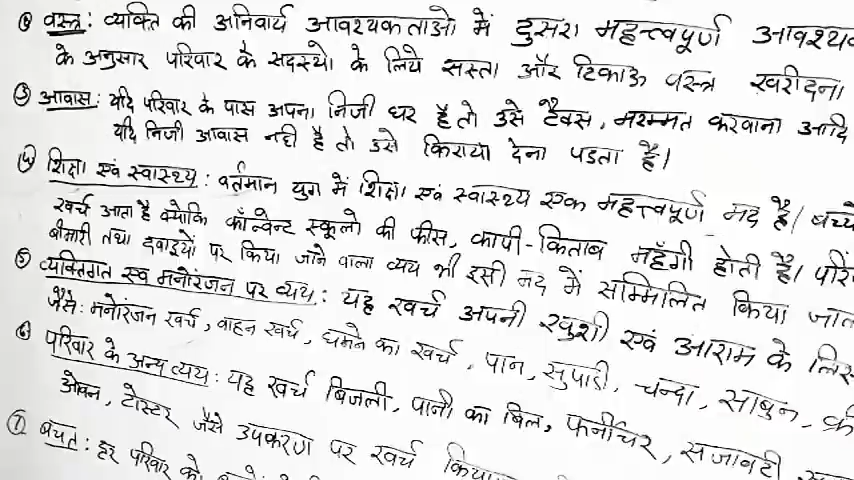 ② वस्त्र : व्यक्ति की अनिवार्य आवश्यकताओ में दुसरा महत्त्वपूर्ण आवश्यक
के अनुसार परिवार के सदस्यो के लिये सस्ता और टिकाऊ वस्त्र खरीदना
③ आवास : यदि परिवार के पास अपना निजी घर है तो उसे टैक्स, मरम्मत करवाना आदि
यदि निजी आवास नही है तो उसे किराया देना पडता है।
④ शिक्षा एवं स्वास्थ्य : वर्तमान युग में शिक्षा एवं स्वास्थ्य एक महत्त्वपूर्ण मद है। बच्चे
खर्च आता है क्योकि कॉन्वेन्ट स्कूलो की फीस, कापी-किताब महँगी होती है। परि
बीमारी तथा दवाइयों पर किया जाने वाला व्यय भी इसी मद में सम्मिलित किया जात
⑤ व्यक्तिगत एवं मनोरंजन पर व्यय : यह खर्च अपनी खुशी एवं आराम के लिए
जैसे : मनोरंजन खर्च, वाहन खर्च, घुमने का खर्च, पान, सुपाडी, चन्दा, साबुन, क्री
⑥ परिवार के अन्य व्यय : यह खर्च बिजली, पानी का बिल, फर्नीचर, सजावटी
ओवन, टोस्टर जैसे उपकरण पर खर्च किया
⑦ बचत : हर परिवार को